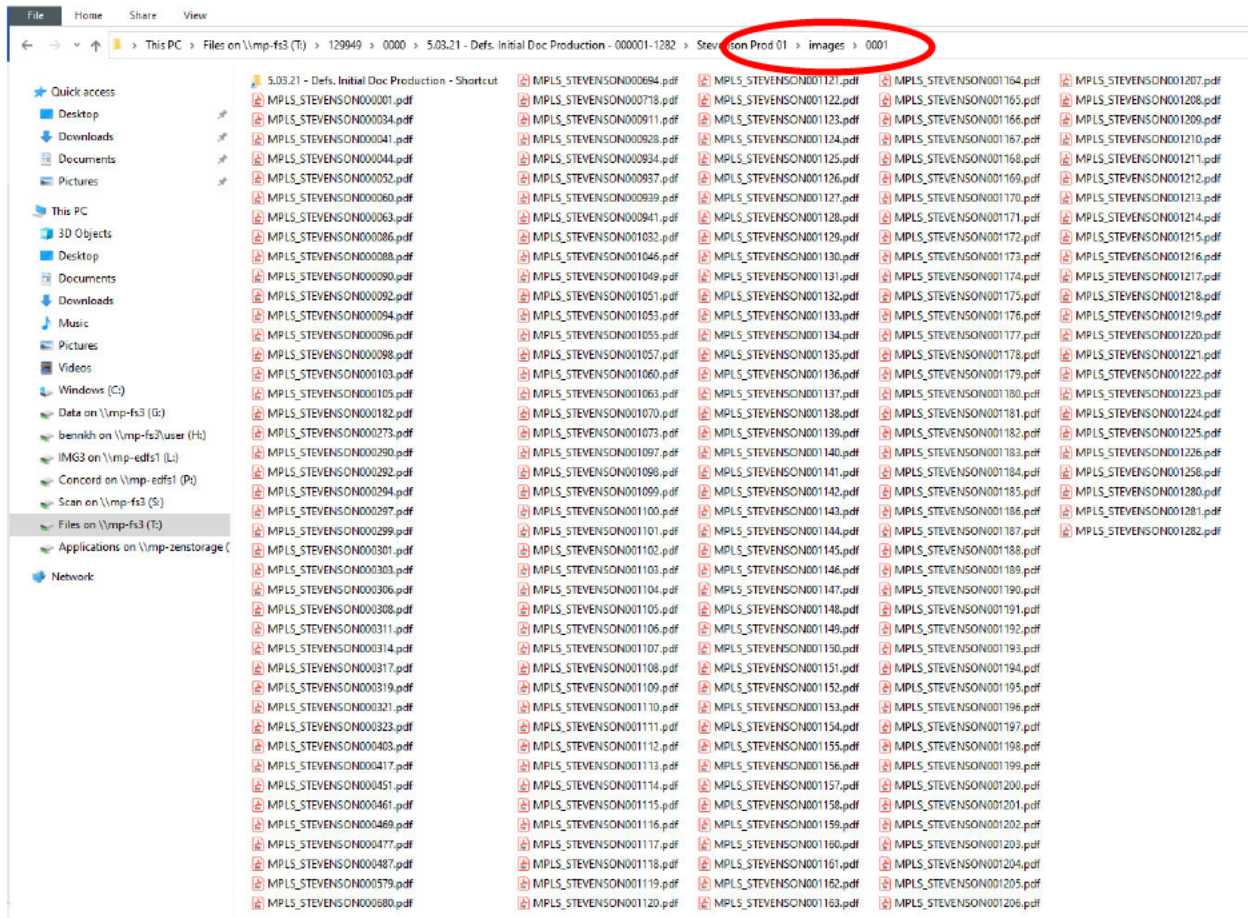 File Home Share View
This PC > Files on \\mp-fs3 (T:) > 129949 > 0000 > 5.03.21 - Defs. Initial Doc Production - 000001-1282 > Stevenson Prod 01 > images > 0001
Quick access
Desktop
Downloads
Documents
Pictures
This PC
3D Objects
Desktop
Documents
Downloads
Music
Pictures
Videos
Windows (C:)
Data on \\mp-fs3 (G:)
bennkh on \\mp-fs3\user (H:)
IMG3 on \\mp-edfs1 (L:)
Concord on \\mp-edfs1 (P:)
Scan on \\mp-fs3 (S:)
Files on \\mp-fs3 (T:)
Applications on \\mp-zenstorage (
Network
5.03.21 - Defs. Initial Doc Production - Shortcut
MPLS_STEVENSON000001.pdf
MPLS_STEVENSON000034.pdf
MPLS_STEVENSON000041.pdf
MPLS_STEVENSON000044.pdf
MPLS_STEVENSON000052.pdf
MPLS_STEVENSON000060.pdf
MPLS_STEVENSON000063.pdf
MPLS_STEVENSON000086.pdf
MPLS_STEVENSON000088.pdf
MPLS_STEVENSON000090.pdf
MPLS_STEVENSON000092.pdf
MPLS_STEVENSON000094.pdf
MPLS_STEVENSON000096.pdf
MPLS_STEVENSON000098.pdf
MPLS_STEVENSON000103.pdf
MPLS_STEVENSON000105.pdf
MPLS_STEVENSON000182.pdf
MPLS_STEVENSON000273.pdf
MPLS_STEVENSON000290.pdf
MPLS_STEVENSON000292.pdf
MPLS_STEVENSON000294.pdf
MPLS_STEVENSON000297.pdf
MPLS_STEVENSON000299.pdf
MPLS_STEVENSON000301.pdf
MPLS_STEVENSON000303.pdf
MPLS_STEVENSON000306.pdf
MPLS_STEVENSON000308.pdf
MPLS_STEVENSON000311.pdf
MPLS_STEVENSON000314.pdf
MPLS_STEVENSON000317.pdf
MPLS_STEVENSON000319.pdf
MPLS_STEVENSON000321.pdf
MPLS_STEVENSON000323.pdf
MPLS_STEVENSON000403.pdf
MPLS_STEVENSON000417.pdf
MPLS_STEVENSON000451.pdf
MPLS_STEVENSON000461.pdf
MPLS_STEVENSON000469.pdf
MPLS_STEVENSON000477.pdf
MPLS_STEVENSON000487.pdf
MPLS_STEVENSON000579.pdf
MPLS_STEVENSON000680.pdf
MPLS_STEVENSON000694.pdf
MPLS_STEVENSON000718.pdf
MPLS_STEVENSON000911.pdf
MPLS_STEVENSON000928.pdf
MPLS_STEVENSON000934.pdf
MPLS_STEVENSON000937.pdf
MPLS_STEVENSON000939.pdf
MPLS_STEVENSON000941.pdf
MPLS_STEVENSON001032.pdf
MPLS_STEVENSON001046.pdf
MPLS_STEVENSON001049.pdf
MPLS_STEVENSON001051.pdf
MPLS_STEVENSON001053.pdf
MPLS_STEVENSON001055.pdf
MPLS_STEVENSON001057.pdf
MPLS_STEVENSON001060.pdf
MPLS_STEVENSON001063.pdf
MPLS_STEVENSON001070.pdf
MPLS_STEVENSON001073.pdf
MPLS_STEVENSON001097.pdf
MPLS_STEVENSON001098.pdf
MPLS_STEVENSON001099.pdf
MPLS_STEVENSON001100.pdf
MPLS_STEVENSON001101.pdf
MPLS_STEVENSON001102.pdf
MPLS_STEVENSON001103.pdf
MPLS_STEVENSON001104.pdf
MPLS_STEVENSON001105.pdf
MPLS_STEVENSON001106.pdf
MPLS_STEVENSON001107.pdf
MPLS_STEVENSON001108.pdf
MPLS_STEVENSON001109.pdf
MPLS_STEVENSON001110.pdf
MPLS_STEVENSON001111.pdf
MPLS_STEVENSON001112.pdf
MPLS_STEVENSON001113.pdf
MPLS_STEVENSON001114.pdf
MPLS_STEVENSON001115.pdf
MPLS_STEVENSON001116.pdf
MPLS_STEVENSON001117.pdf
MPLS_STEVENSON001118.pdf
MPLS_STEVENSON001119.pdf
MPLS_STEVENSON001120.pdf
MPLS_STEVENSON001121.pdf
MPLS_STEVENSON001122.pdf
MPLS_STEVENSON001123.pdf
MPLS_STEVENSON001124.pdf
MPLS_STEVENSON001125.pdf
MPLS_STEVENSON001126.pdf
MPLS_STEVENSON001127.pdf
MPLS_STEVENSON001128.pdf
MPLS_STEVENSON001129.pdf
MPLS_STEVENSON001130.pdf
MPLS_STEVENSON001131.pdf
MPLS_STEVENSON001132.pdf
MPLS_STEVENSON001133.pdf
MPLS_STEVENSON001134.pdf
MPLS_STEVENSON001135.pdf
MPLS_STEVENSON001136.pdf
MPLS_STEVENSON001137.pdf
MPLS_STEVENSON001138.pdf
MPLS_STEVENSON001139.pdf
MPLS_STEVENSON001140.pdf
MPLS_STEVENSON001141.pdf
MPLS_STEVENSON001142.pdf
MPLS_STEVENSON001143.pdf
MPLS_STEVENSON001144.pdf
MPLS_STEVENSON001145.pdf
MPLS_STEVENSON001146.pdf
MPLS_STEVENSON001147.pdf
MPLS_STEVENSON001148.pdf
MPLS_STEVENSON001149.pdf
MPLS_STEVENSON001150.pdf
MPLS_STEVENSON001151.pdf
MPLS_STEVENSON001152.pdf
MPLS_STEVENSON001153.pdf
MPLS_STEVENSON001154.pdf
MPLS_STEVENSON001155.pdf
MPLS_STEVENSON001156.pdf
MPLS_STEVENSON001157.pdf
MPLS_STEVENSON001158.pdf
MPLS_STEVENSON001159.pdf
MPLS_STEVENSON001160.pdf
MPLS_STEVENSON001161.pdf
MPLS_STEVENSON001162.pdf
MPLS_STEVENSON001163.pdf
MPLS_STEVENSON001164.pdf
MPLS_STEVENSON001165.pdf
MPLS_STEVENSON001166.pdf
MPLS_STEVENSON001167.pdf
MPLS_STEVENSON001168.pdf
MPLS_STEVENSON001169.pdf
MPLS_STEVENSON001170.pdf
MPLS_STEVENSON001171.pdf
MPLS_STEVENSON001172.pdf
MPLS_STEVENSON001173.pdf
MPLS_STEVENSON001174.pdf
MPLS_STEVENSON001175.pdf
MPLS_STEVENSON001176.pdf
MPLS_STEVENSON001177.pdf
MPLS_STEVENSON001178.pdf
MPLS_STEVENSON001179.pdf
MPLS_STEVENSON001180.pdf
MPLS_STEVENSON001181.pdf
MPLS_STEVENSON001182.pdf
MPLS_STEVENSON001183.pdf
MPLS_STEVENSON001184.pdf
MPLS_STEVENSON001185.pdf
MPLS_STEVENSON001186.pdf
MPLS_STEVENSON001187.pdf
MPLS_STEVENSON001188.pdf
MPLS_STEVENSON001189.pdf
MPLS_STEVENSON001190.pdf
MPLS_STEVENSON001191.pdf
MPLS_STEVENSON001192.pdf
MPLS_STEVENSON001193.pdf
MPLS_STEVENSON001194.pdf
MPLS_STEVENSON001195.pdf
MPLS_STEVENSON001196.pdf
MPLS_STEVENSON001197.pdf
MPLS_STEVENSON001198.pdf
MPLS_STEVENSON001199.pdf
MPLS_STEVENSON001200.pdf
MPLS_STEVENSON001201.pdf
MPLS_STEVENSON001202.pdf
MPLS_STEVENSON001203.pdf
MPLS_STEVENSON001204.pdf
MPLS_STEVENSON001205.pdf
MPLS_STEVENSON001206.pdf
MPLS_STEVENSON001207.pdf
MPLS_STEVENSON001208.pdf
MPLS_STEVENSON001209.pdf
MPLS_STEVENSON001210.pdf
MPLS_STEVENSON001211.pdf
MPLS_STEVENSON001212.pdf
MPLS_STEVENSON001213.pdf
MPLS_STEVENSON001214.pdf
MPLS_STEVENSON001215.pdf
MPLS_STEVENSON001216.pdf
MPLS_STEVENSON001217.pdf
MPLS_STEVENSON001218.pdf
MPLS_STEVENSON001219.pdf
MPLS_STEVENSON001220.pdf
MPLS_STEVENSON001221.pdf
MPLS_STEVENSON001222.pdf
MPLS_STEVENSON001223.pdf
MPLS_STEVENSON001224.pdf
MPLS_STEVENSON001225.pdf
MPLS_STEVENSON001226.pdf
MPLS_STEVENSON001258.pdf
MPLS_STEVENSON001280.pdf
MPLS_STEVENSON001281.pdf
MPLS_STEVENSON001282.pdf